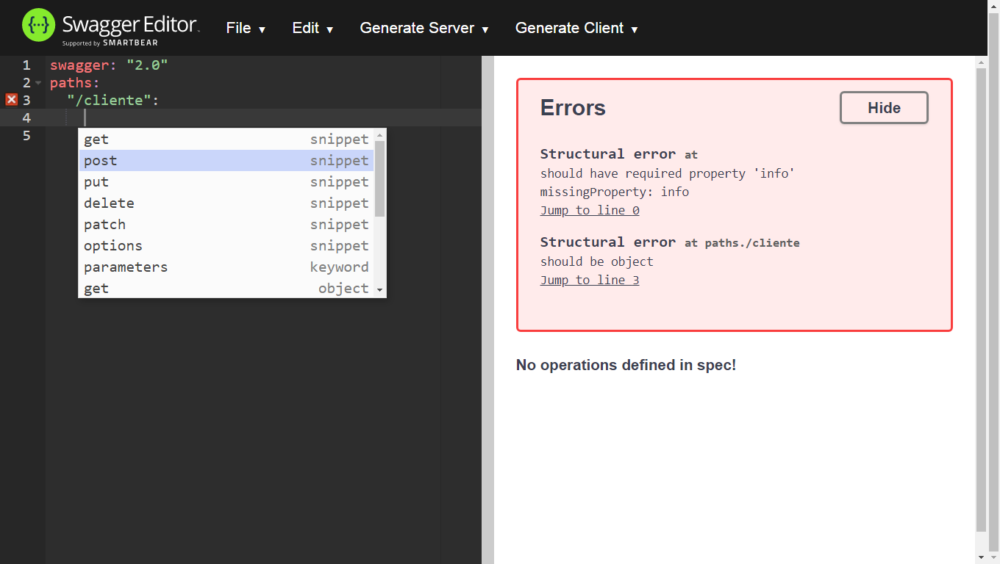 {···} Swagger Editor
Supported by SMARTBEAR
File ▼ Edit ▼ Generate Server ▼ Generate Client ▼
1 swagger: "2.0"
2 paths:
3 "/cliente":
4
5
get snippet
post snippet
put snippet
delete snippet
patch snippet
options snippet
parameters keyword
get object
Errors
Hide
Structural error at
should have required property 'info'
missingProperty: info
Jump to line 0
Structural error at paths./cliente
should be object
Jump to line 3
No operations defined in spec!